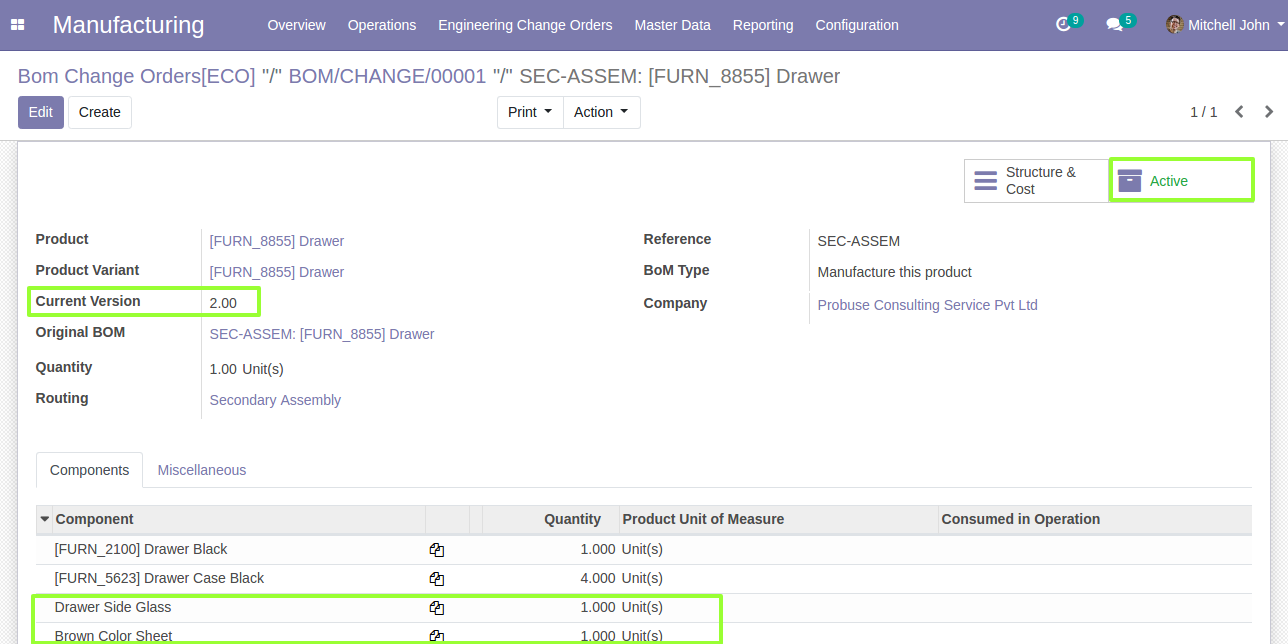 Manufacturing Overview Operations Engineering Change Orders Master Data Reporting Configuration 9 5 Mitchell John
Bom Change Orders[ECO] "/" BOM/CHANGE/00001 "/" SEC-ASSEM: [FURN_8855] Drawer
Edit Create Print Action 1 / 1
Structure & Cost
Active
Product [FURN_8855] Drawer
Product Variant [FURN_8855] Drawer
Current Version 2.00
Original BOM SEC-ASSEM: [FURN_8855] Drawer
Quantity 1.00 Unit(s)
Routing Secondary Assembly
Reference SEC-ASSEM
BoM Type Manufacture this product
Company Probuse Consulting Service Pvt Ltd
Components Miscellaneous
Component Quantity Product Unit of Measure Consumed in Operation
[FURN_2100] Drawer Black 1.000 Unit(s)
[FURN_5623] Drawer Case Black 4.000 Unit(s)
Drawer Side Glass 1.000 Unit(s)
Brown Color Sheet 1.000 Unit(s)